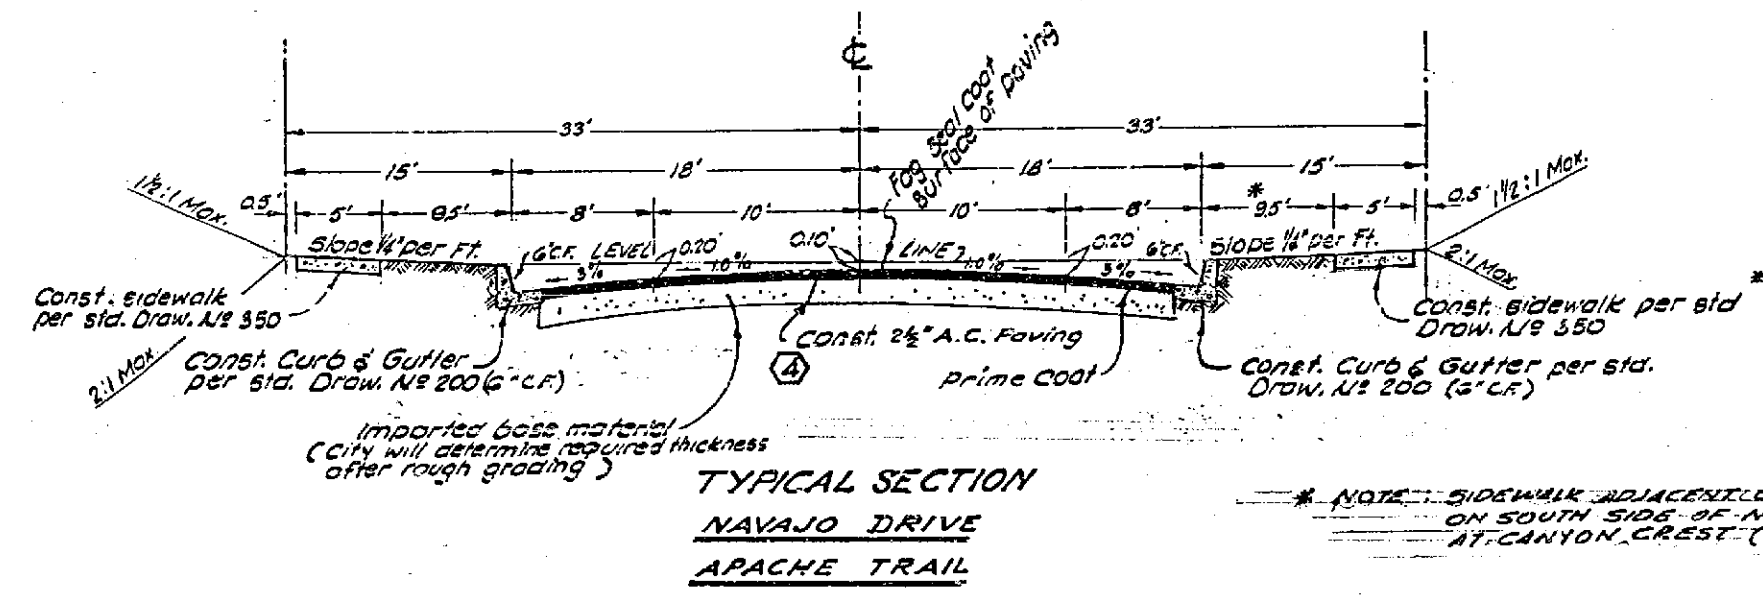 ℄
Fog Seal Coat
surface of paving
33'
33'
15'
18'
18'
15'
1½:1 Max.
0.5'
5'
9.5'
8'
10'
10'
8'
*
9.5'
5'
0.5'
1½:1 Max.
Slope ¼" per Ft.
6"C.F.
LEVEL
0.20'
0.10'
LINE
0.20'
6"C.F.
Slope ¼" per Ft.
3%
1.0%
1.0%
3%
2:1 Max
*
Const. sidewalk
per std. Draw. Nº 350
Const. sidewalk per std
Draw. Nº 350
2:1 Max
Const. Curb & Gutter
per std. Draw. Nº 200 (6" C.F.)
Const. 2½" A.C. Paving
4
Prime Coat
Const. Curb & Gutter per std.
Draw. Nº 200 (6" C.F.)
Imported base material
(City will determine required thickness
after rough grading)
TYPICAL SECTION
NAVAJO DRIVE
APACHE TRAIL
* NOTE: SIDEWALK ADJACENT
ON SOUTH SIDE OF
AT CANYON CREST (